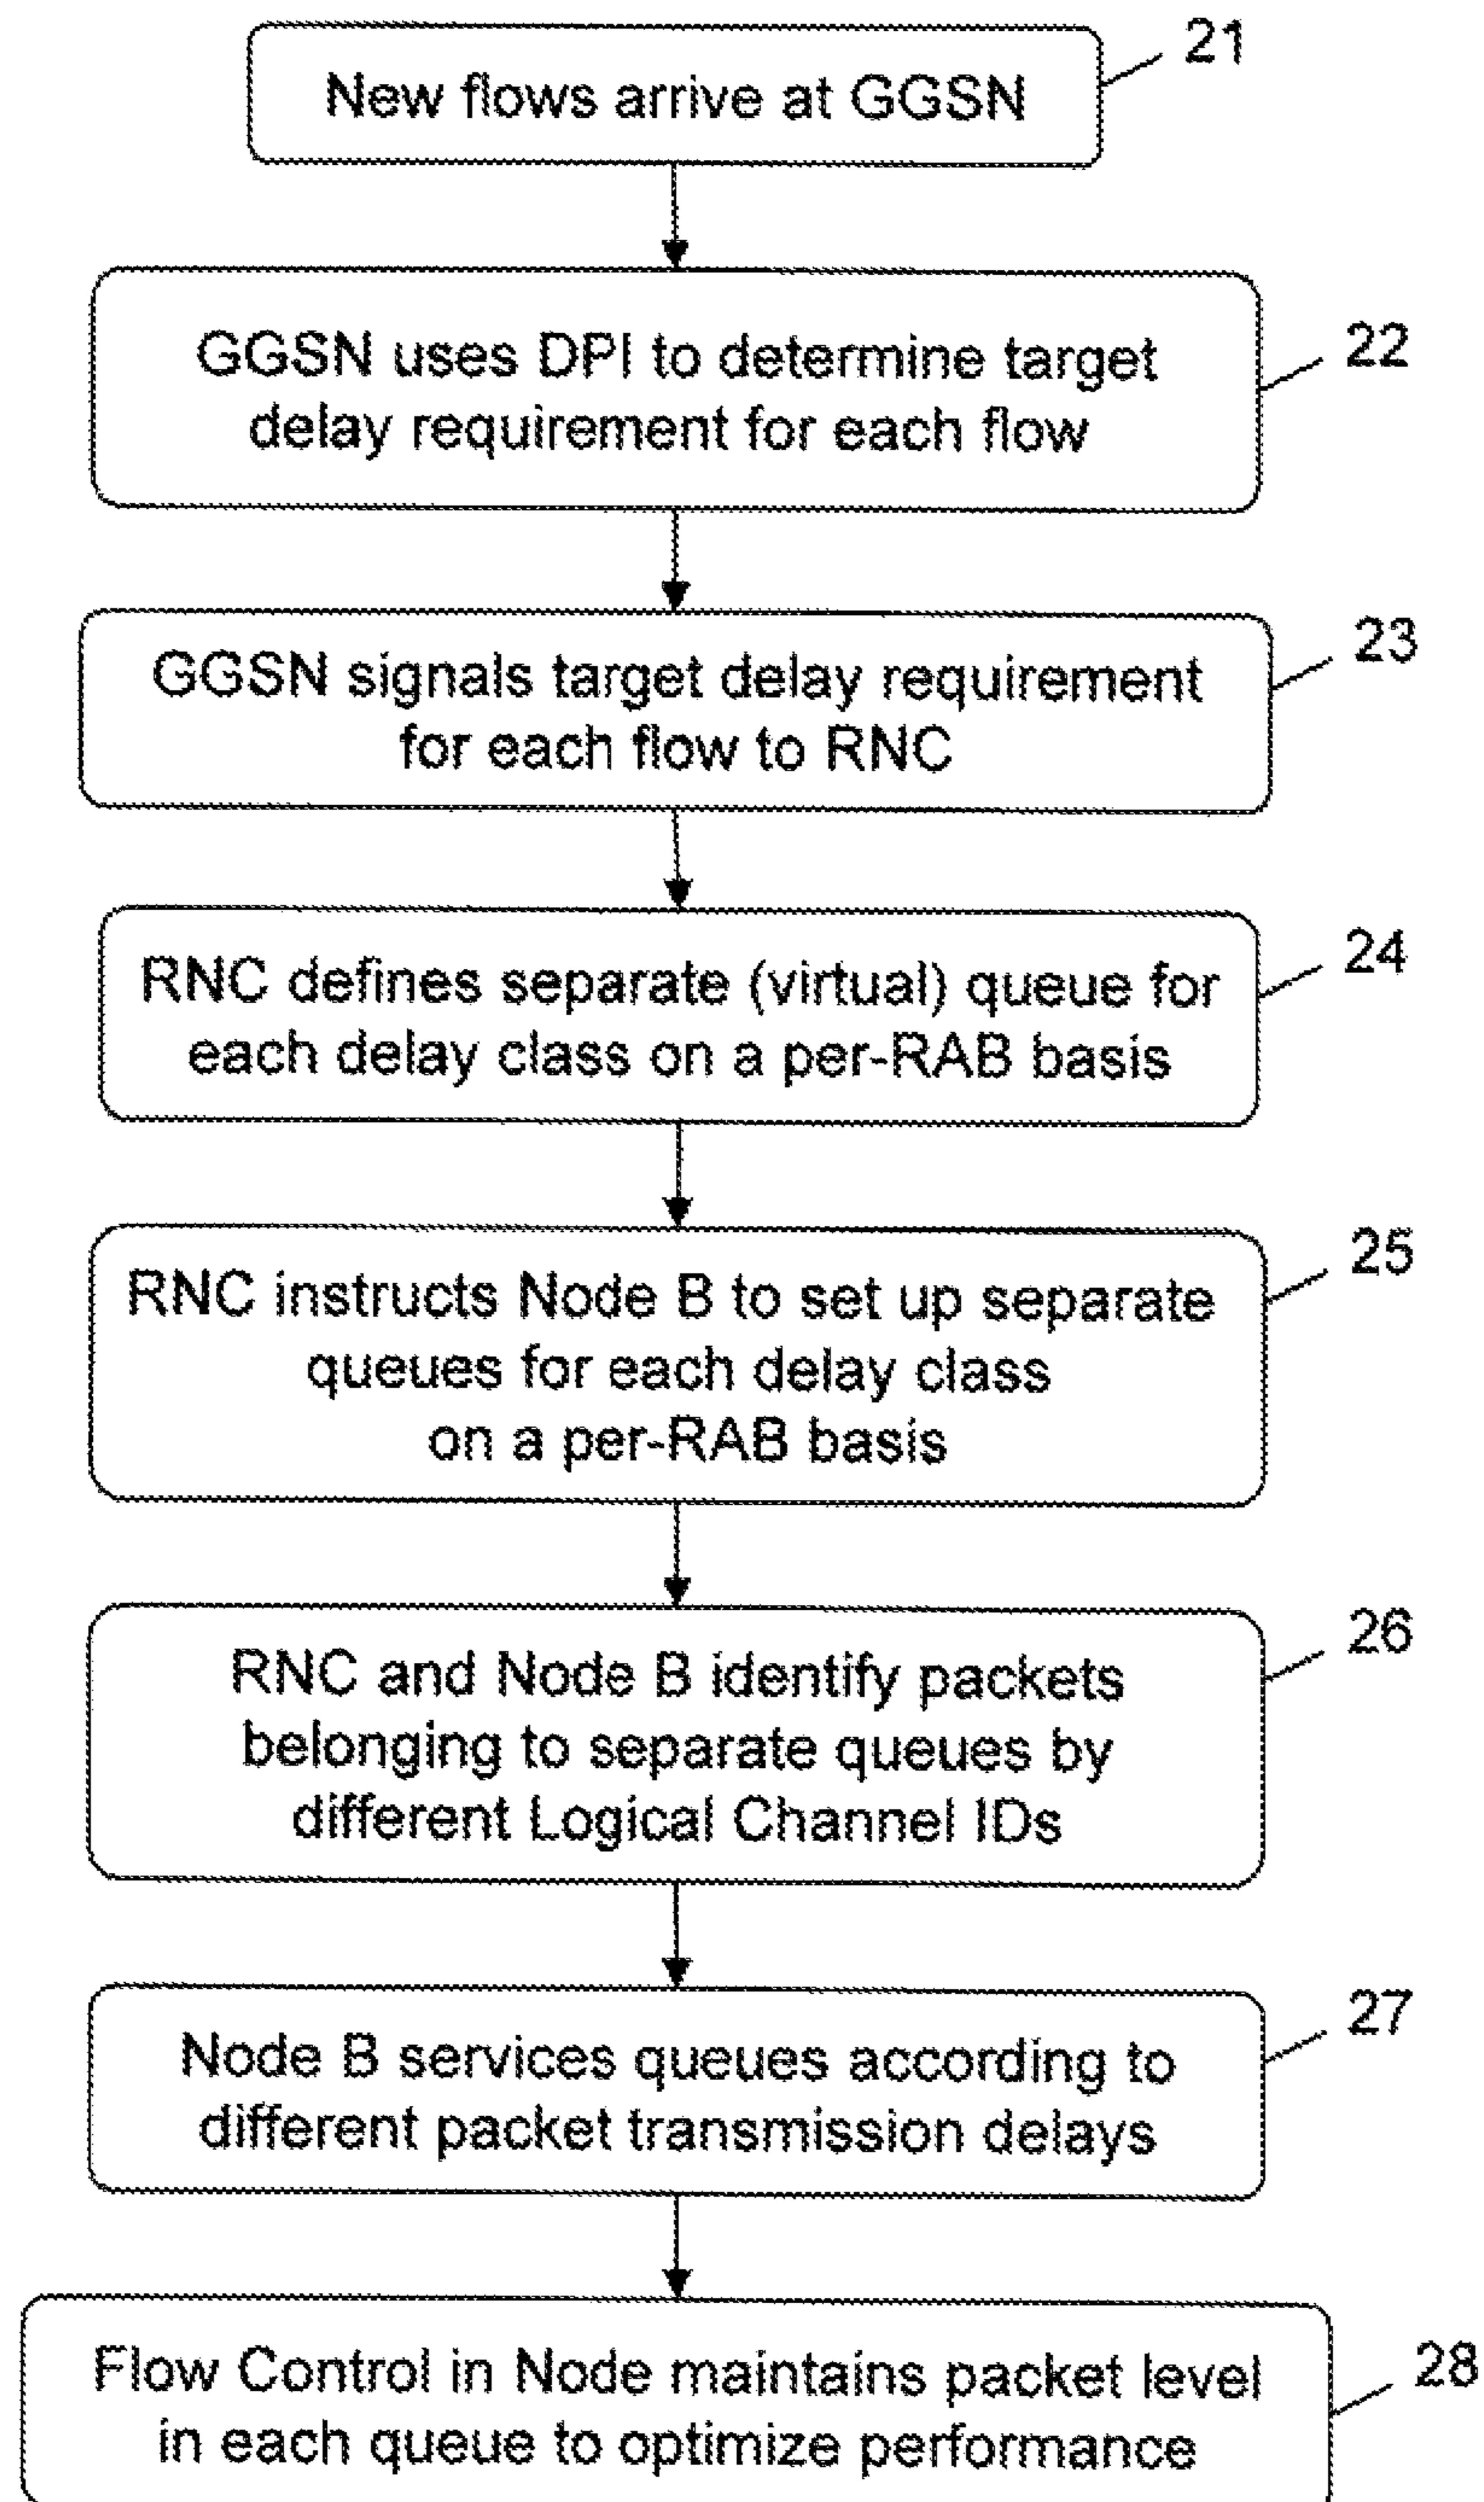 New flows arrive at GGSN
21
GGSN uses DPI to determine target
delay requirement for each flow
22
GGSN signals target delay requirement
for each flow to RNC
23
RNC defines separate (virtual) queue for
each delay class on a per-RAB basis
24
RNC instructs Node B to set up separate
queues for each delay class
on a per-RAB basis
25
RNC and Node B identify packets
belonging to separate queues by
different Logical Channel IDs
26
Node B services queues according to
different packet transmission delays
27
Flow Control in Node maintains packet level
in each queue to optimize performance
28